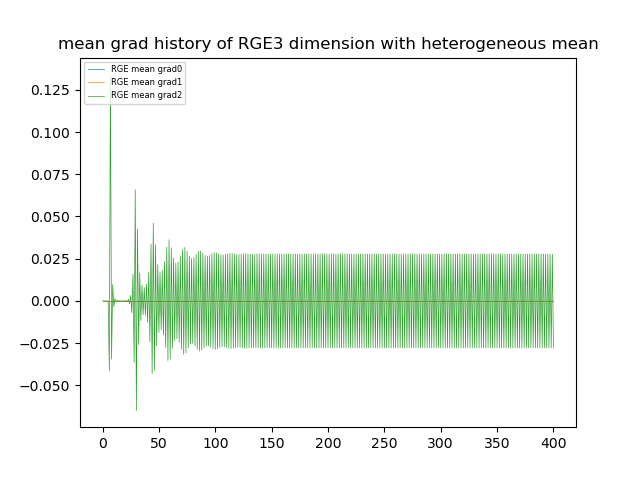 mean grad history of RGE3 dimension with heterogeneous mean
RGE mean grad0
RGE mean grad1
RGE mean grad2
0.125
0.100
0.075
0.050
0.025
0.000
−0.025
−0.050
0 50 100 150 200 250 300 350 400